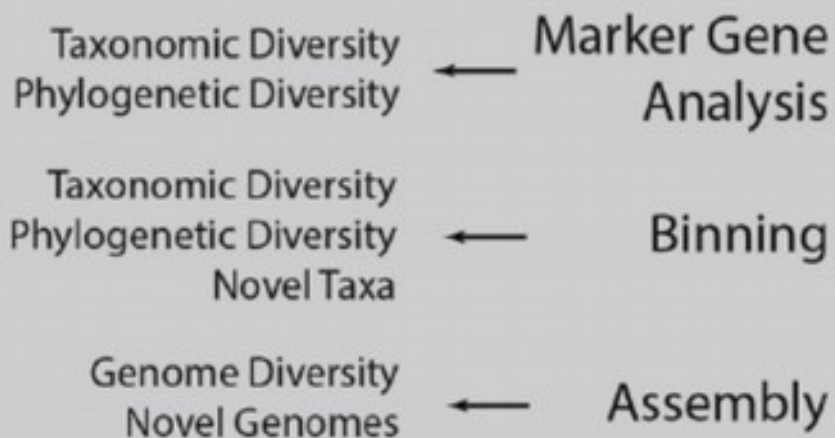 Taxonomic Diversity
Phylogenetic Diversity
Marker Gene
Analysis
Taxonomic Diversity
Phylogenetic Diversity
Novel Taxa
Binning
Genome Diversity
Novel Genomes
Assembly